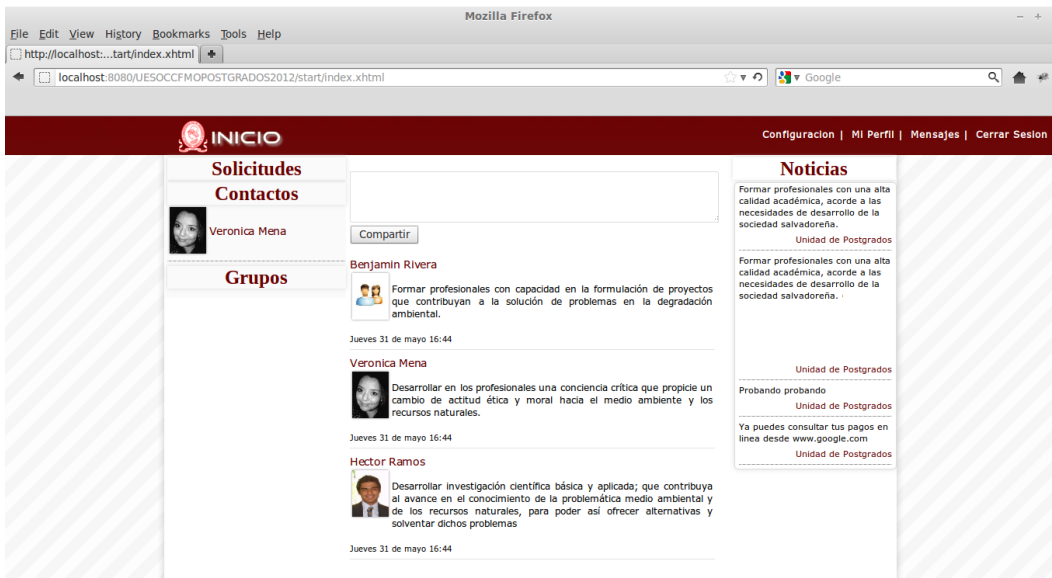 Mozilla Firefox
File Edit View History Bookmarks Tools Help
http://localhost:...tart/index.xhtml
localhost:8080/UESOCCFMOPOSTGRADOS2012/start/index.xhtml
Google
INICIO
Configuracion | Mi Perfil | Mensajes | Cerrar Sesion
Solicitudes
Contactos
Veronica Mena
Grupos
Compartir
Benjamin Rivera
Formar profesionales con capacidad en la formulación de proyectos
que contribuyan a la solución de problemas en la degradación
ambiental.
Jueves 31 de mayo 16:44
Veronica Mena
Desarrollar en los profesionales una conciencia crítica que propicie un
cambio de actitud ética y moral hacia el medio ambiente y los
recursos naturales.
Jueves 31 de mayo 16:44
Hector Ramos
Desarrollar investigación científica básica y aplicada; que contribuya
al avance en el conocimiento de la problemática medio ambiental y
de los recursos naturales, para poder así ofrecer alternativas y
solventar dichos problemas
Jueves 31 de mayo 16:44
Noticias
Formar profesionales con una alta
calidad académica, acorde a las
necesidades de desarrollo de la
sociedad salvadoreña.
Unidad de Postgrados
Formar profesionales con una alta
calidad académica, acorde a las
necesidades de desarrollo de la
sociedad salvadoreña.
Unidad de Postgrados
Probando probando
Unidad de Postgrados
Ya puedes consultar tus pagos en
linea desde www.google.com
Unidad de Postgrados